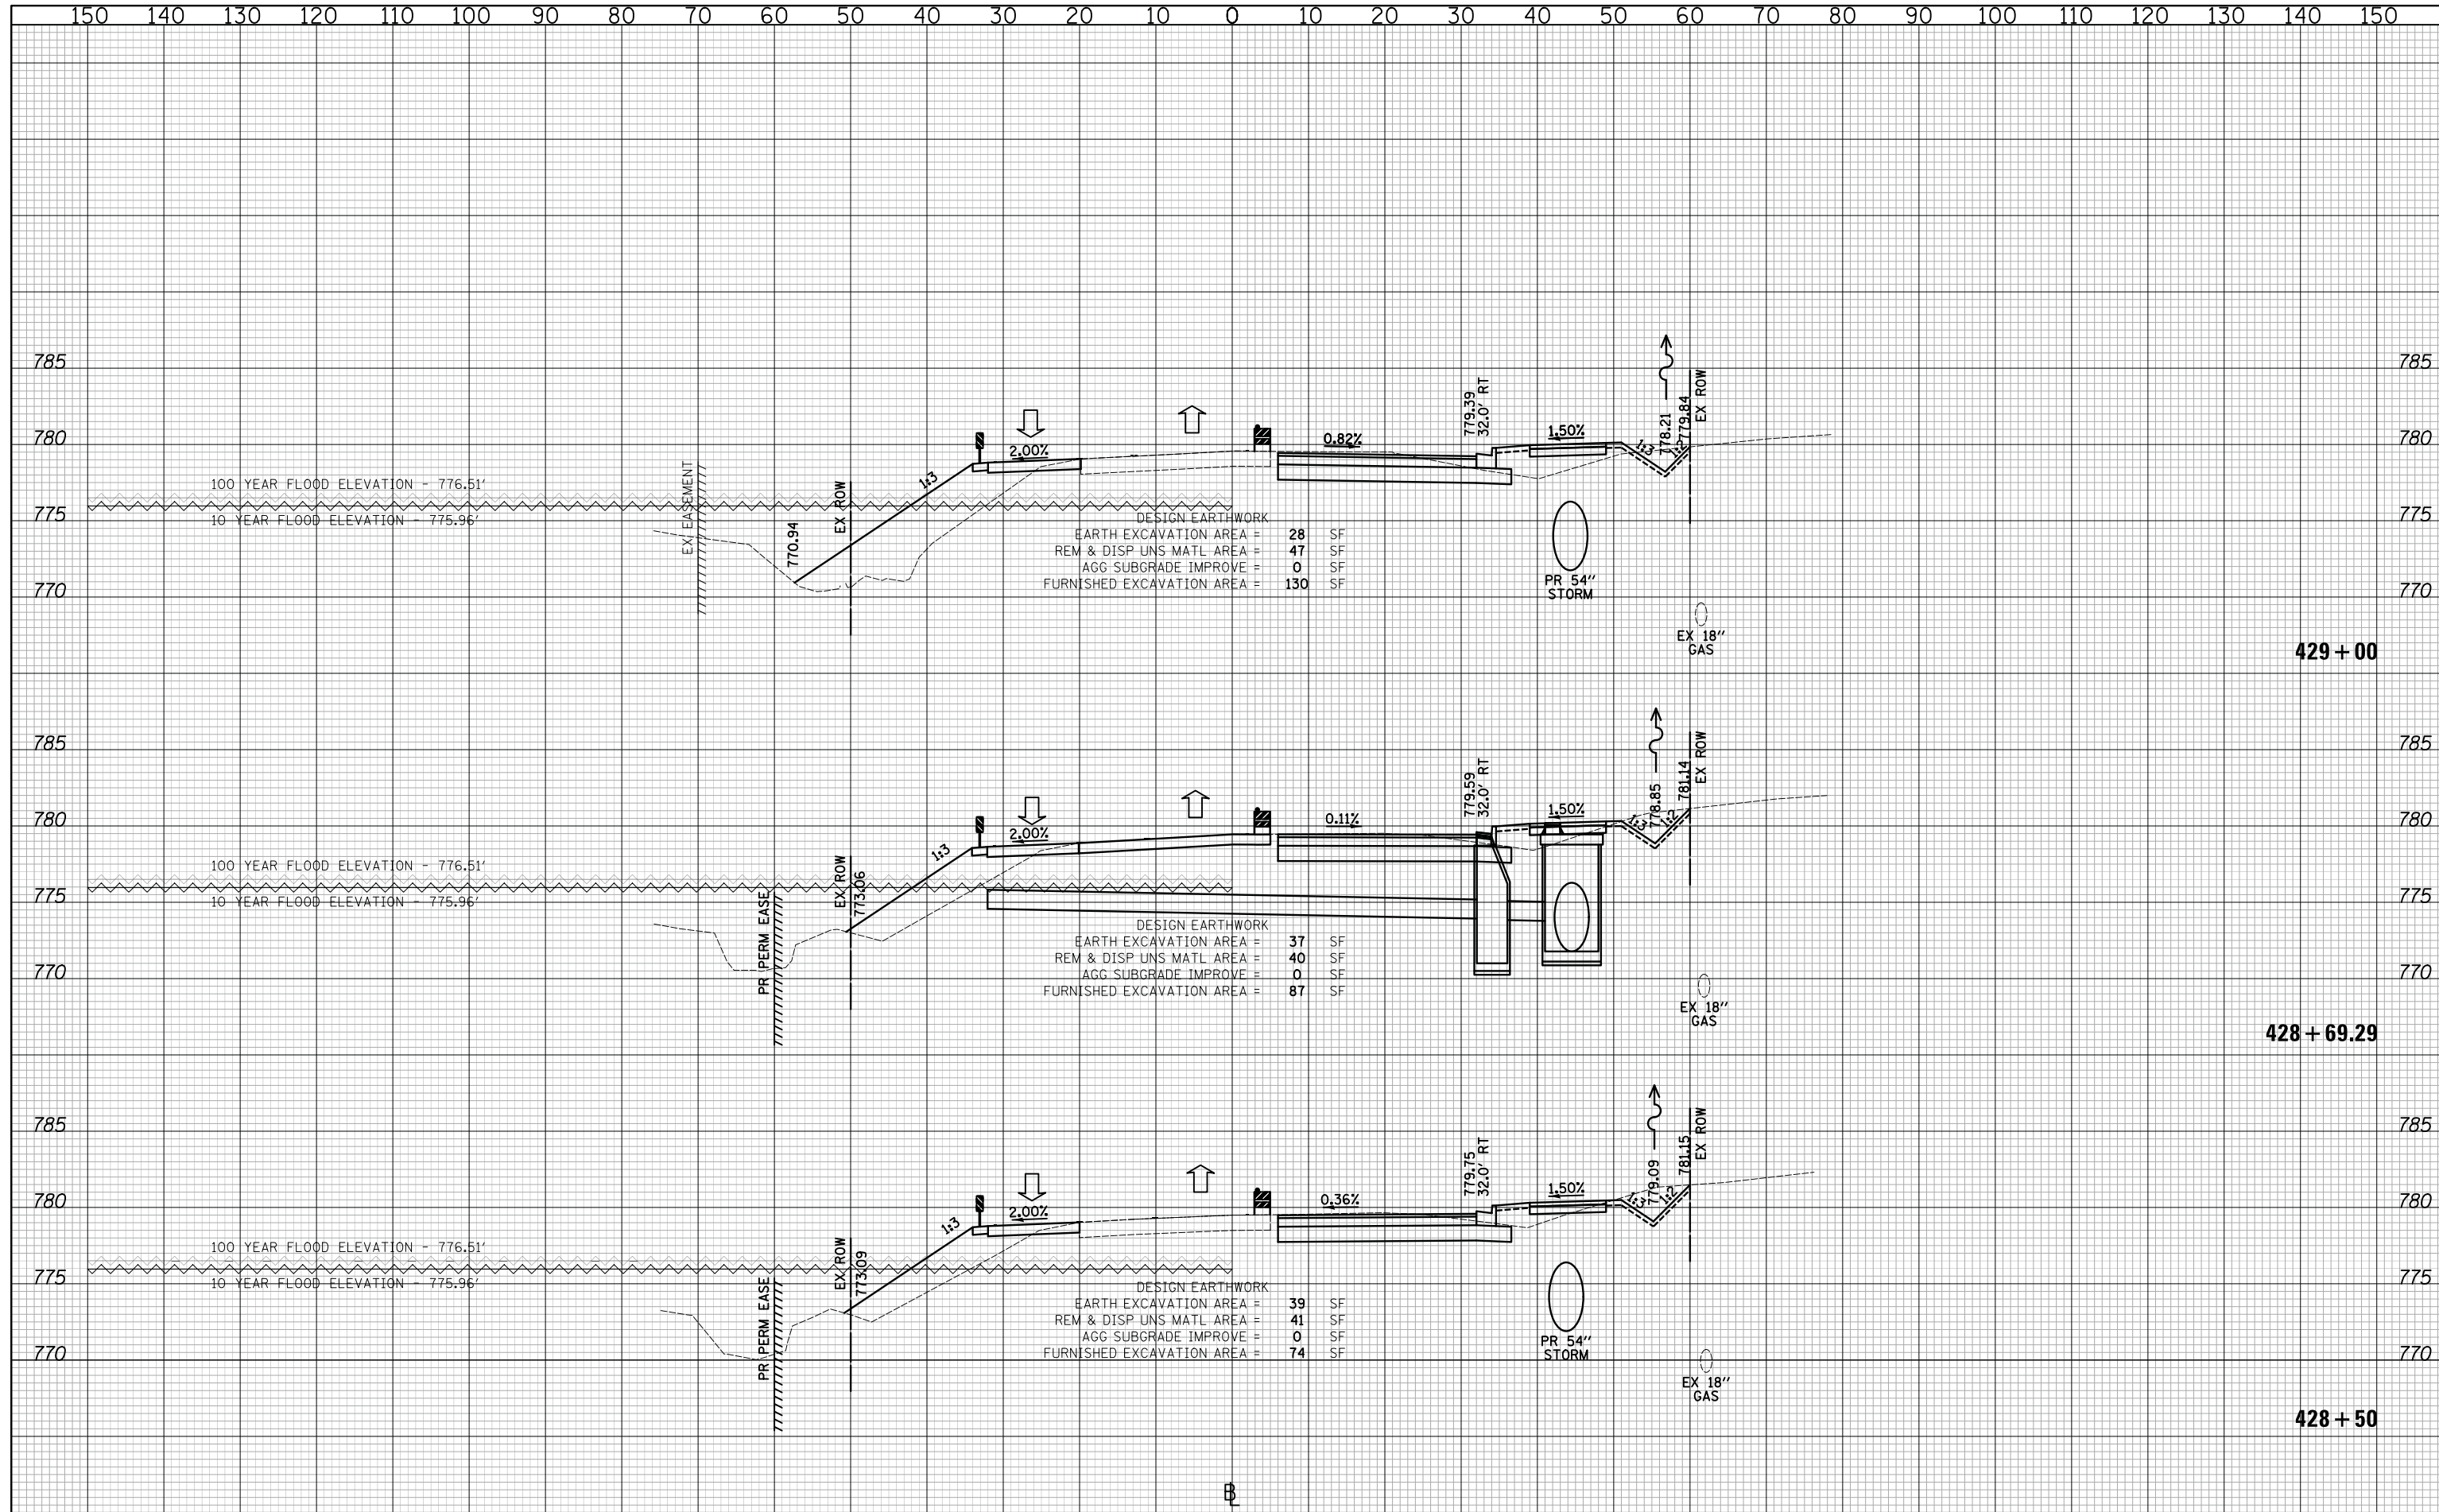 150 140 130 120 110 100 90 80 70 60 50 40 30 20 10 0 10 20 30 40 50 60 70 80 90 100 110 120 130 140 150
785 785
780 780
775 775
770 770
EX EASEMENT
100 YEAR FLOOD ELEVATION - 776.51'
10 YEAR FLOOD ELEVATION - 775.96'
770.94
EX ROW
1:3
2.00%
0.82%
779.39
32.0' RT
1.50%
1:3
778.21
1:2
779.84
EX ROW
DESIGN EARTHWORK
EARTH EXCAVATION AREA = 28 SF
REM & DISP UNS MATL AREA = 47 SF
AGG SUBGRADE IMPROVE = 0 SF
FURNISHED EXCAVATION AREA = 130 SF
PR 54"
STORM
EX 18"
GAS
429+00
785 785
780 780
775 775
770 770
100 YEAR FLOOD ELEVATION - 776.51'
10 YEAR FLOOD ELEVATION - 775.96'
PR PERM EASE
EX ROW
773.06
1:3
2.00%
0.11%
779.59
32.0' RT
1.50%
1:3
778.85
1:2
781.14
EX ROW
DESIGN EARTHWORK
EARTH EXCAVATION AREA = 37 SF
REM & DISP UNS MATL AREA = 40 SF
AGG SUBGRADE IMPROVE = 0 SF
FURNISHED EXCAVATION AREA = 87 SF
EX 18"
GAS
428+69.29
785 785
780 780
775 775
770 770
100 YEAR FLOOD ELEVATION - 776.51'
10 YEAR FLOOD ELEVATION - 775.96'
PR PERM EASE
EX ROW
773.09
1:3
2.00%
0.36%
779.75
32.0' RT
1.50%
1:3
779.09
1:2
781.15
EX ROW
DESIGN EARTHWORK
EARTH EXCAVATION AREA = 39 SF
REM & DISP UNS MATL AREA = 41 SF
AGG SUBGRADE IMPROVE = 0 SF
FURNISHED EXCAVATION AREA = 74 SF
PR 54"
STORM
EX 18"
GAS
428+50
BL